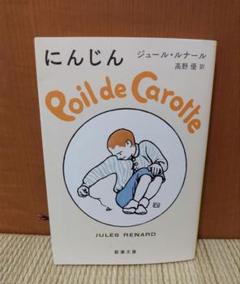 にんじん
ジュール・ルナール
高野 優 訳
Poil de Carotte
JULES RENARD
新潮文庫